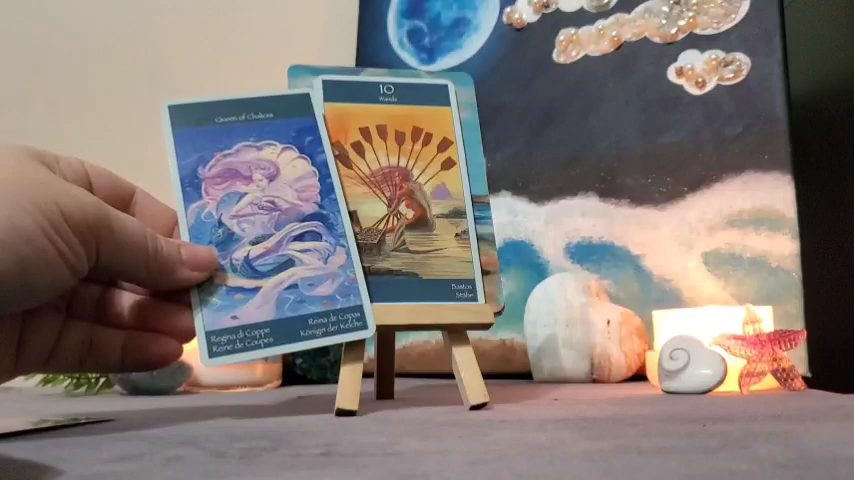 Queen of Chalices
Regina di Coppe
Reine de Coupes
Reina de Copas
Königin der Kelche
10
Wands
Bastos
Stäbe